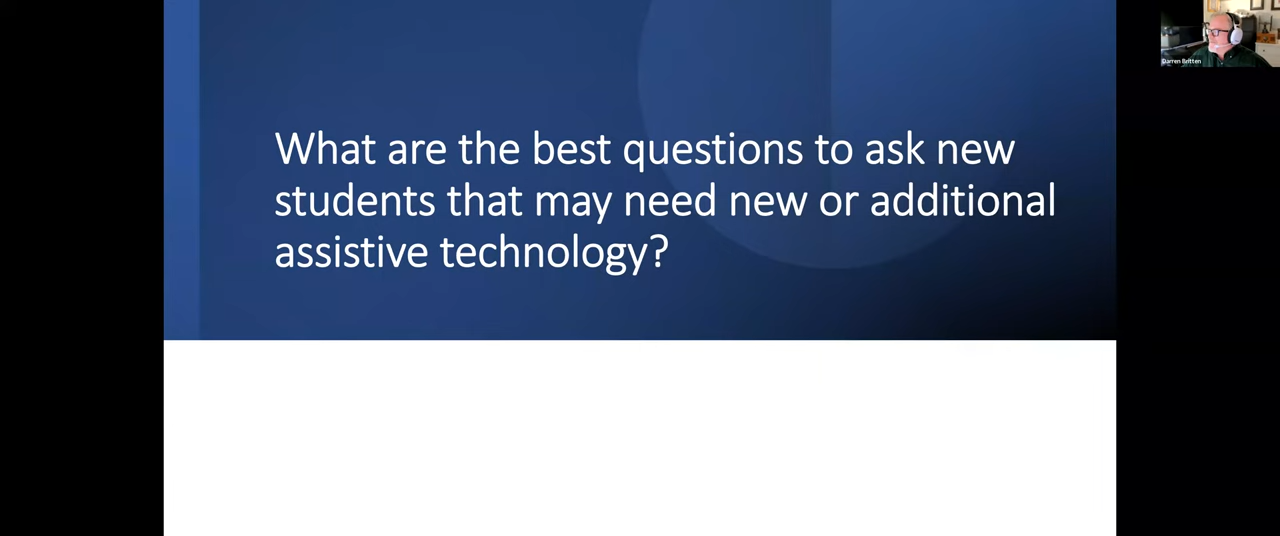 What are the best questions to ask new
students that may need new or additional
assistive technology?
Darren Britten